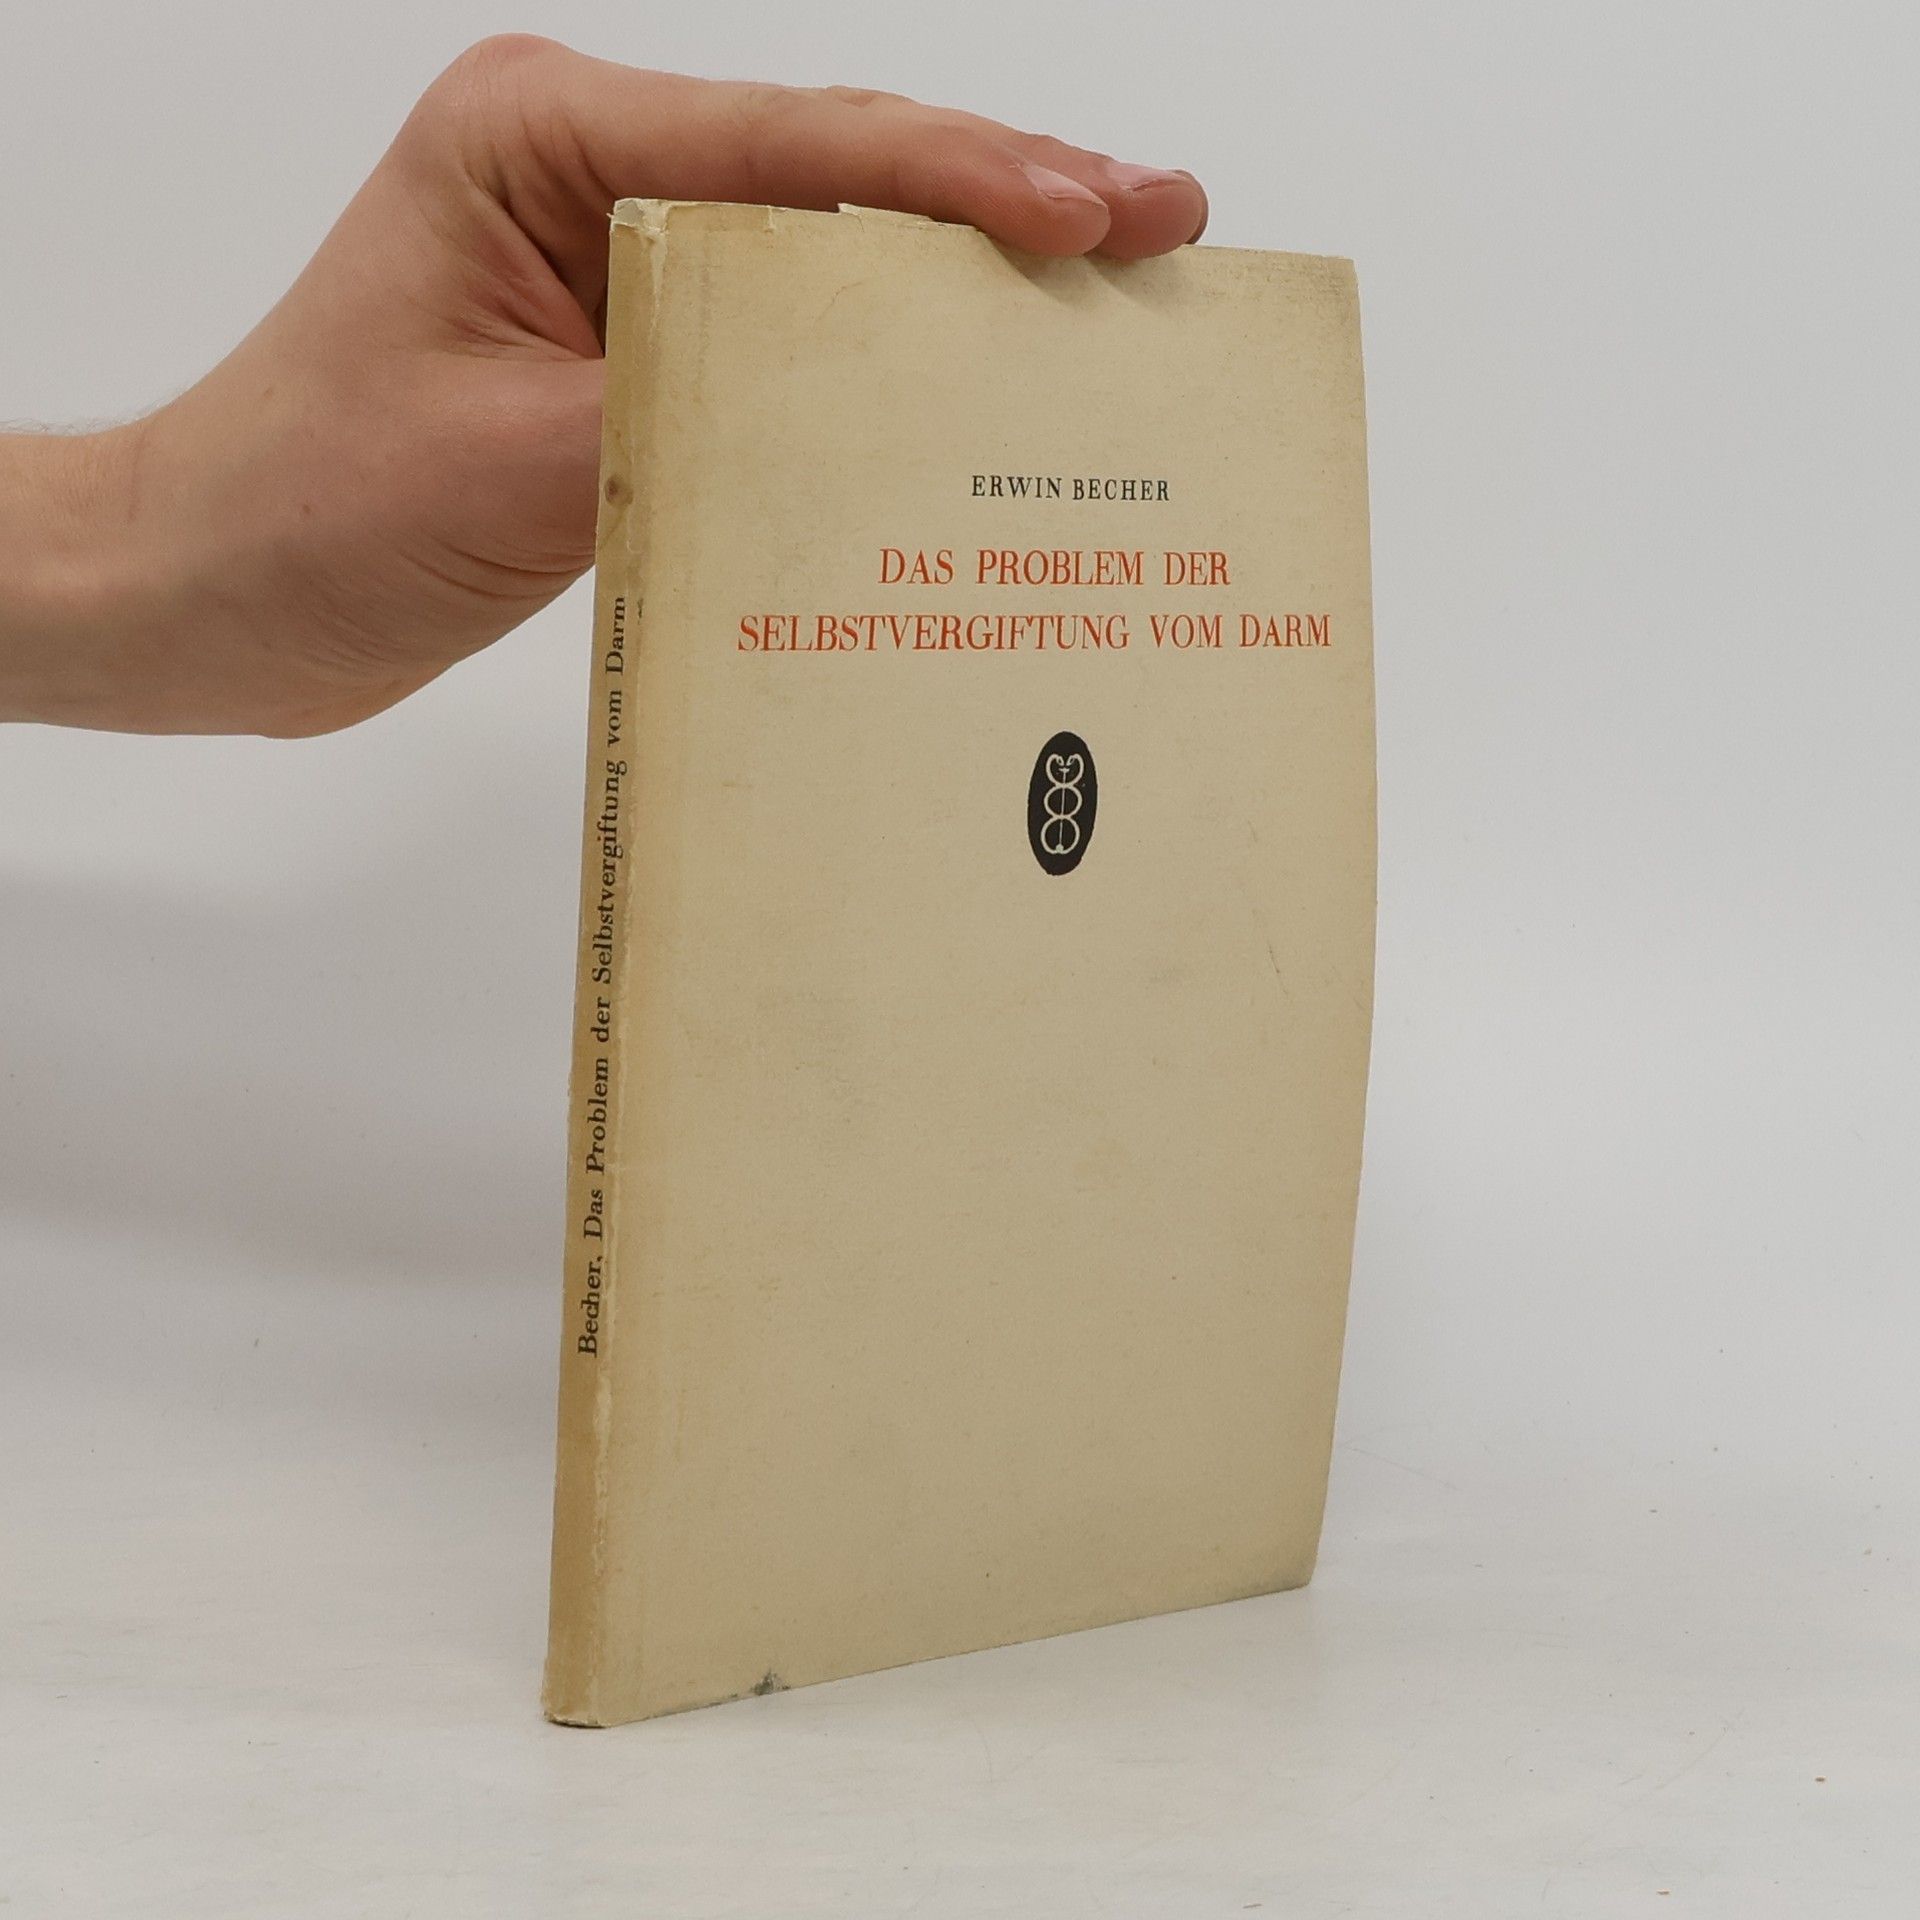 ERWIN BECHER
DAS PROBLEM DER
SELBSTVERGIFTUNG VOM DARM
Becher, Das Problem der Selbstvergiftung vom Darm